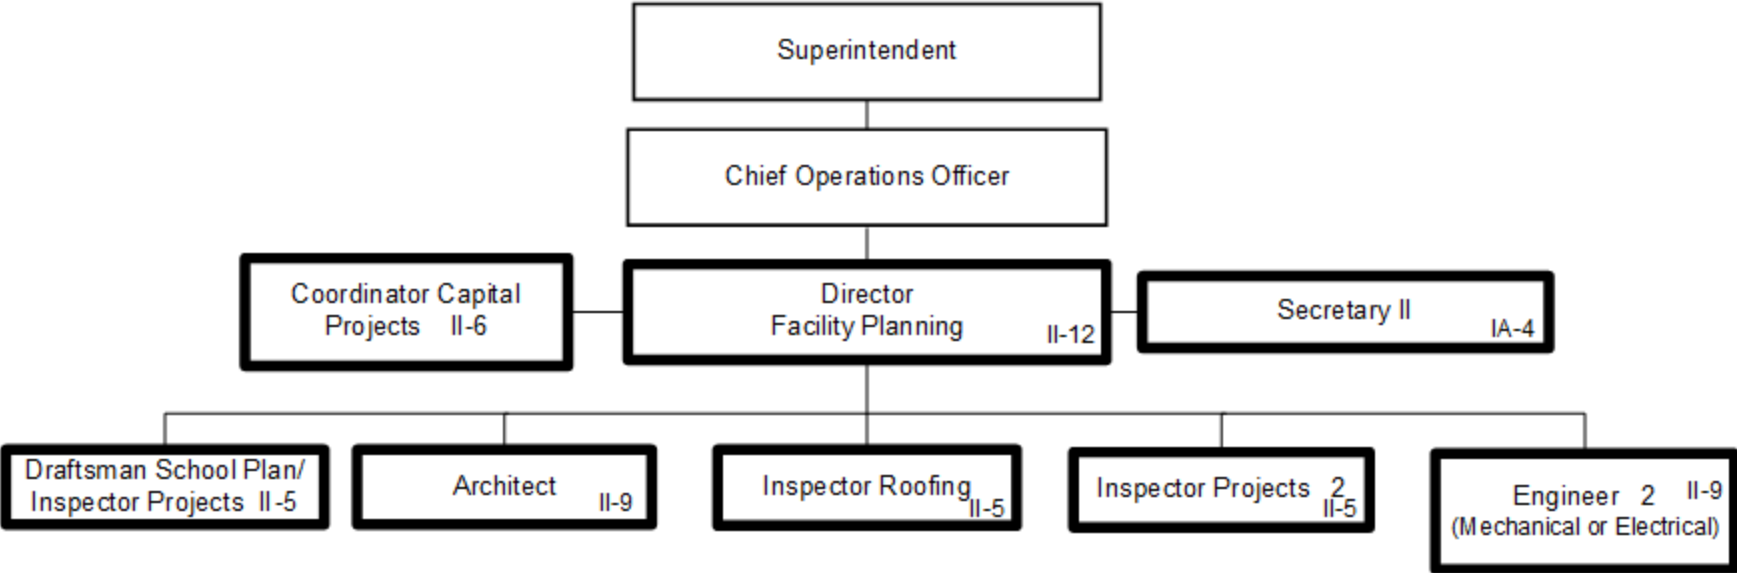 Superintendent
Chief Operations Officer
Coordinator Capital
Projects II-6
Director
Facility Planning
II-12
Secretary II
IA-4
Draftsman School Plan/
Inspector Projects II-5
Architect
II-9
Inspector Roofing
II-5
Inspector Projects 2
II-5
Engineer 2 II-9
(Mechanical or Electrical)